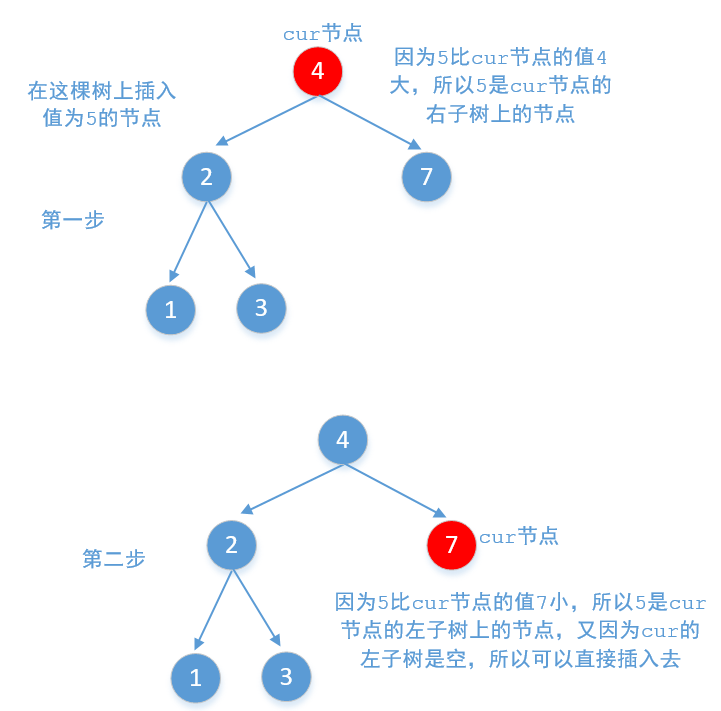 cur节点
4
因为5比cur节点的值4
大，所以5是cur节点的
右子树上的节点
在这棵树上插入
值为5的节点
2
7
第一步
1
3
4
2
7
cur节点
第二步
因为5比cur节点的值7小，所以5是cur
节点的左子树上的节点，又因为cur的
左子树是空，所以可以直接插入去
1
3